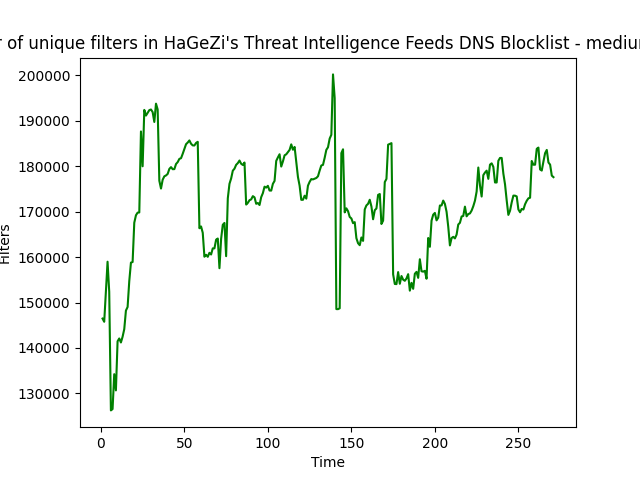 of unique filters in HaGeZi's Threat Intelligence Feeds DNS Blocklist -
200000
190000
180000
170000
160000
150000
140000
130000
Filters
0 50 100 150 200 250
Time